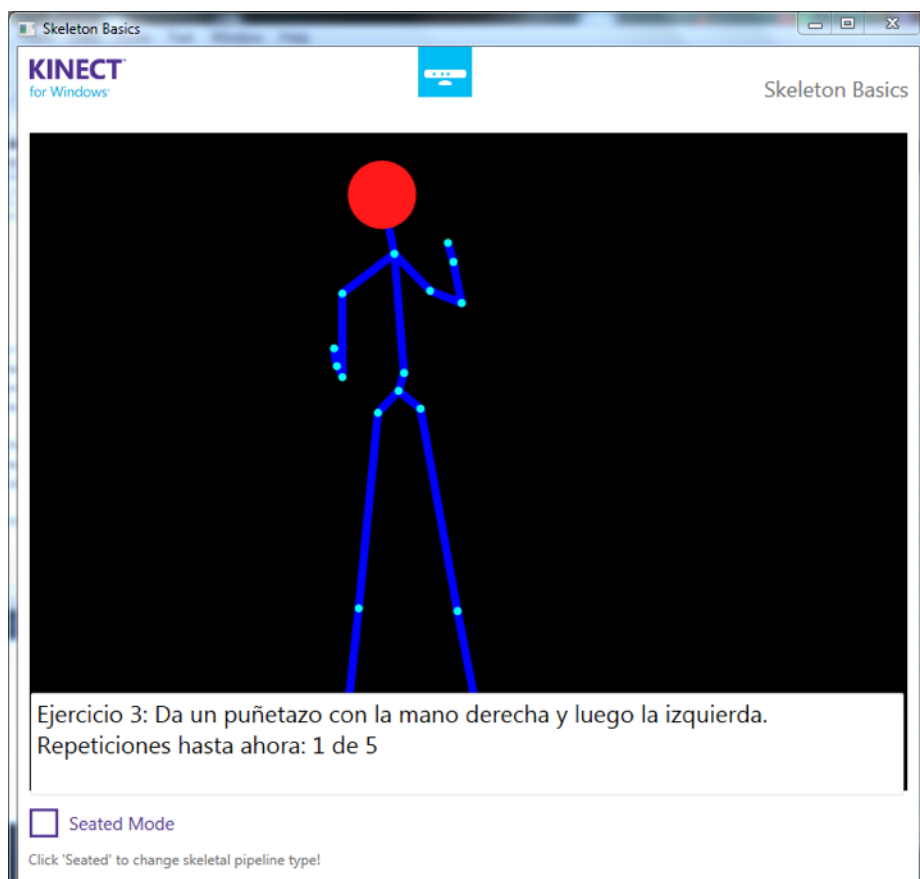 Skeleton Basics
KINECT
for Windows
Skeleton Basics
Ejercicio 3: Da un puñetazo con la mano derecha y luego la izquierda.
Repeticiones hasta ahora: 1 de 5
Seated Mode
Click 'Seated' to change skeletal pipeline type!